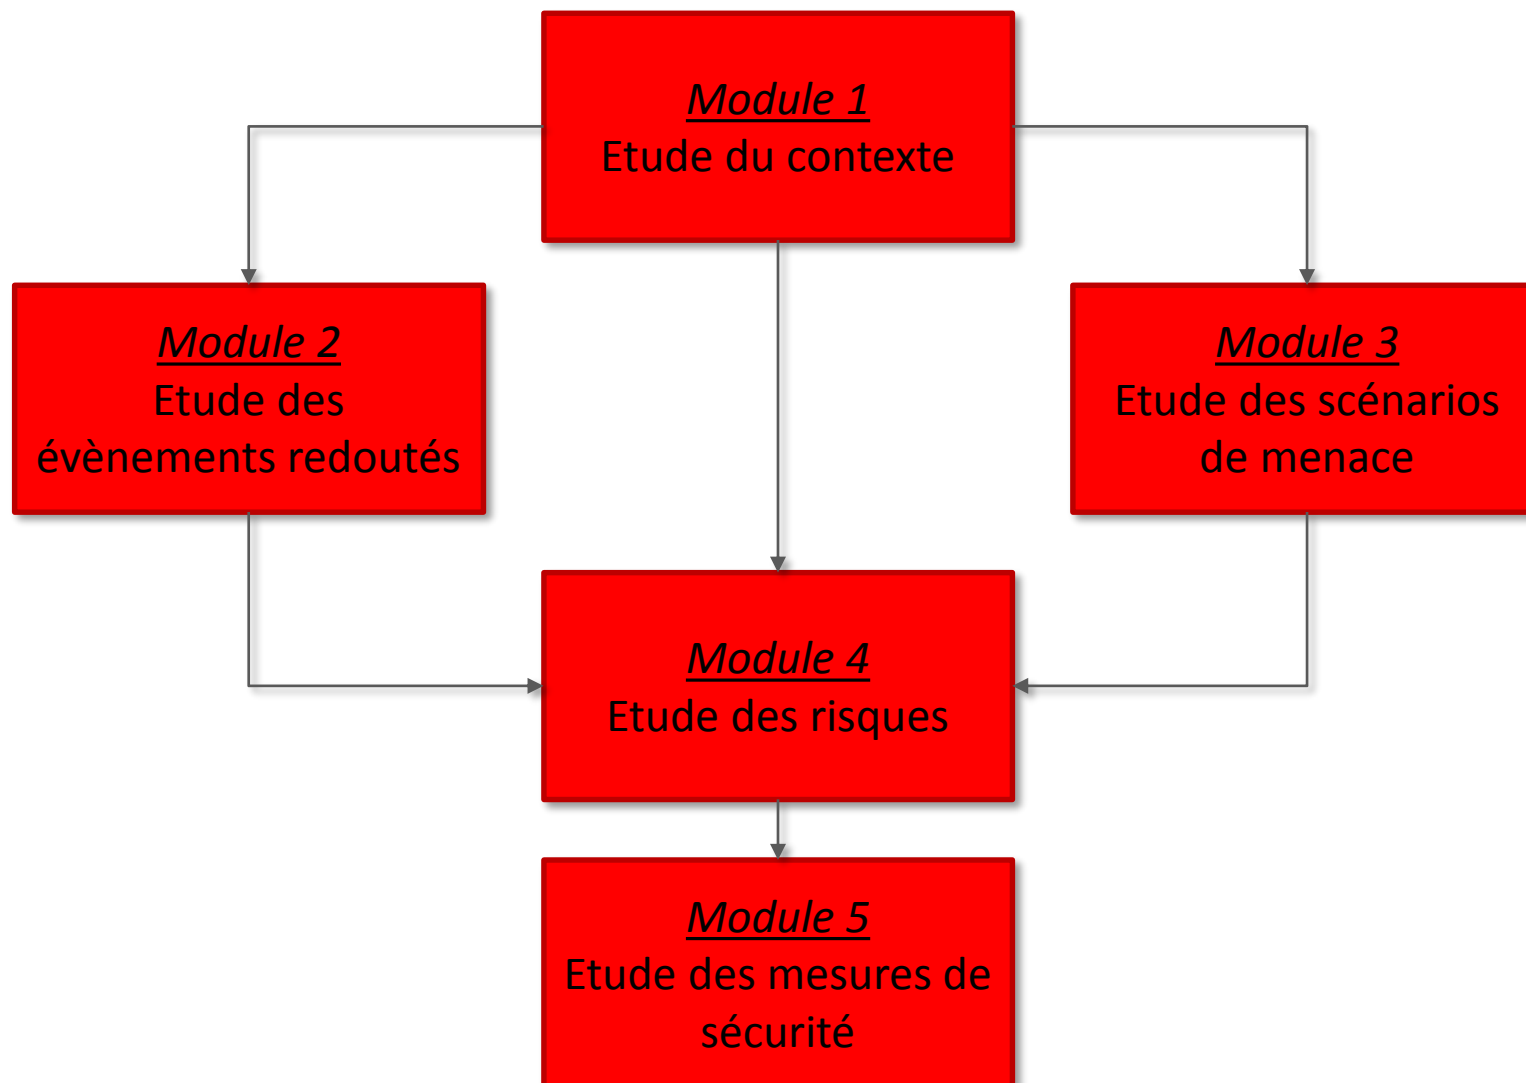 Module 1
Etude du contexte
Module 2
Etude des
évènements redoutés
Module 3
Etude des scénarios
de menace
Module 4
Etude des risques
Module 5
Etude des mesures de
sécurité